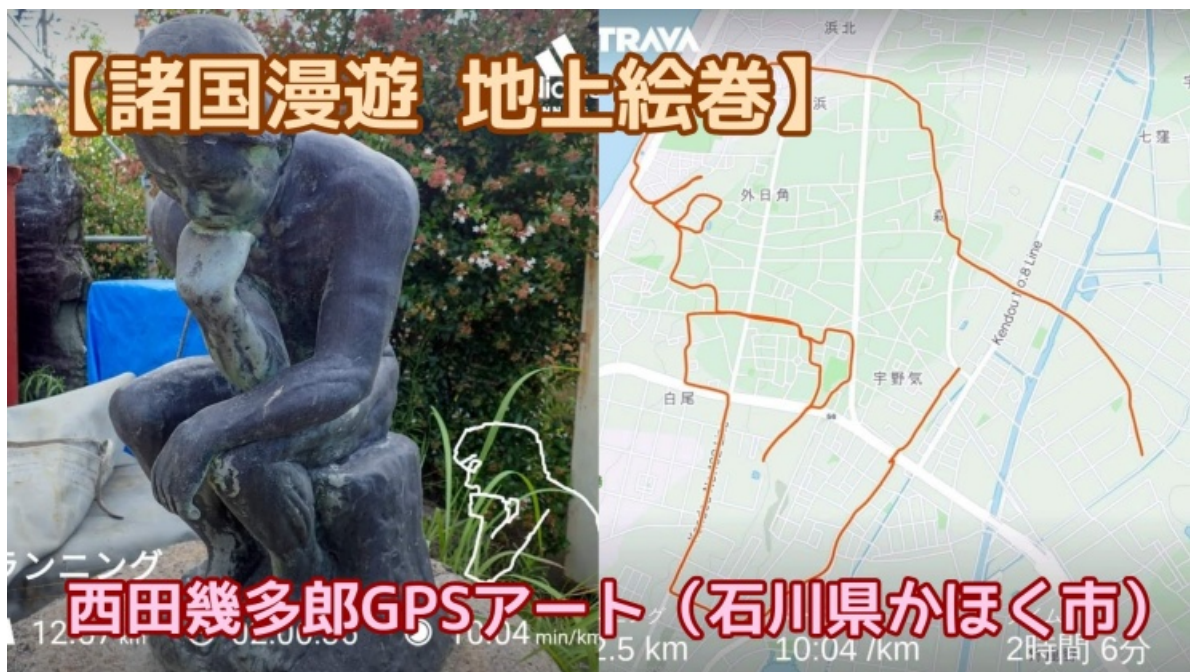 【諸国漫遊 地上絵巻】
TRAVA
浜北
浜
七窪
外日角
森
Kendou No.8 Line
宇野気
白尾
ランニング
西田幾多郎GPSアート（石川県かほく市）
10:04 min/km
2.5 km
10:04 /km
2時間 6分